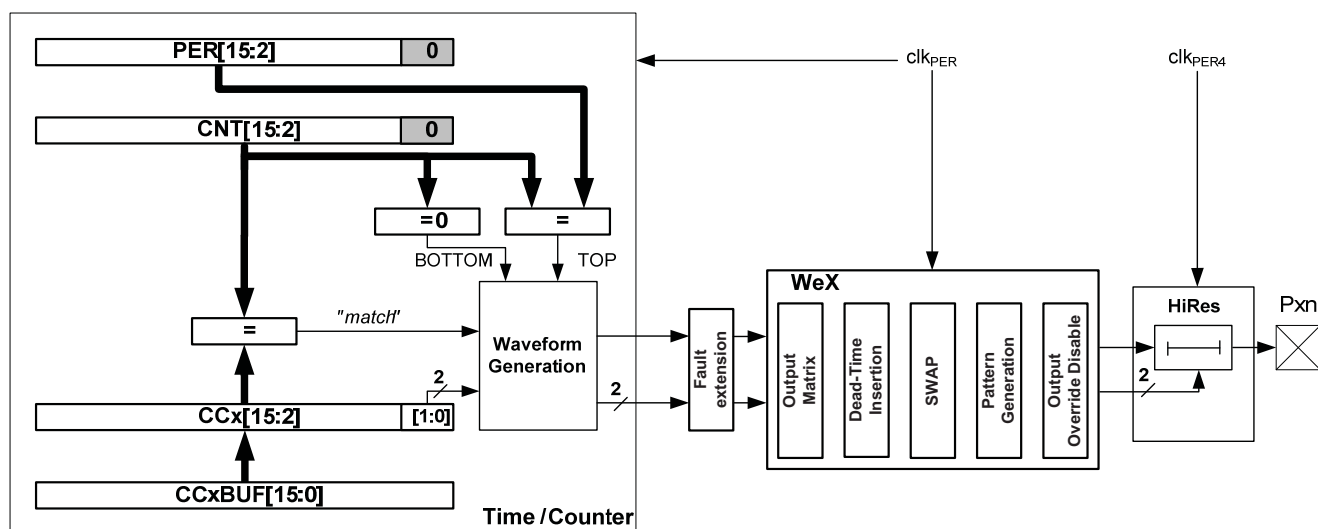 PER[15:2] 0
clkPER
clkPER4
CNT[15:2] 0
=0
=
BOTTOM
TOP
WeX
HiRes
Pxn
=
"match"
Waveform
Generation
Fault
extension
Output
Matrix
Dead-Time
Insertion
SWAP
Pattern
Generation
Output
Override Disable
2
2
2
CCx[15:2] [1:0]
CCxBUF[15:0]
Time/Counter